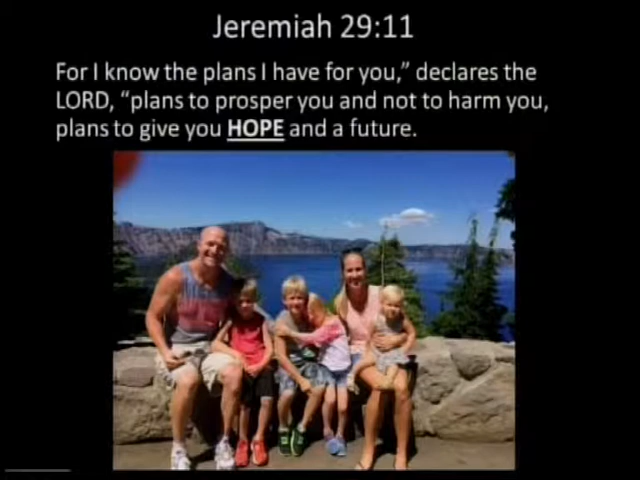 Jeremiah 29:11
For I know the plans I have for you,” declares the
LORD, “plans to prosper you and not to harm you,
plans to give you HOPE and a future.